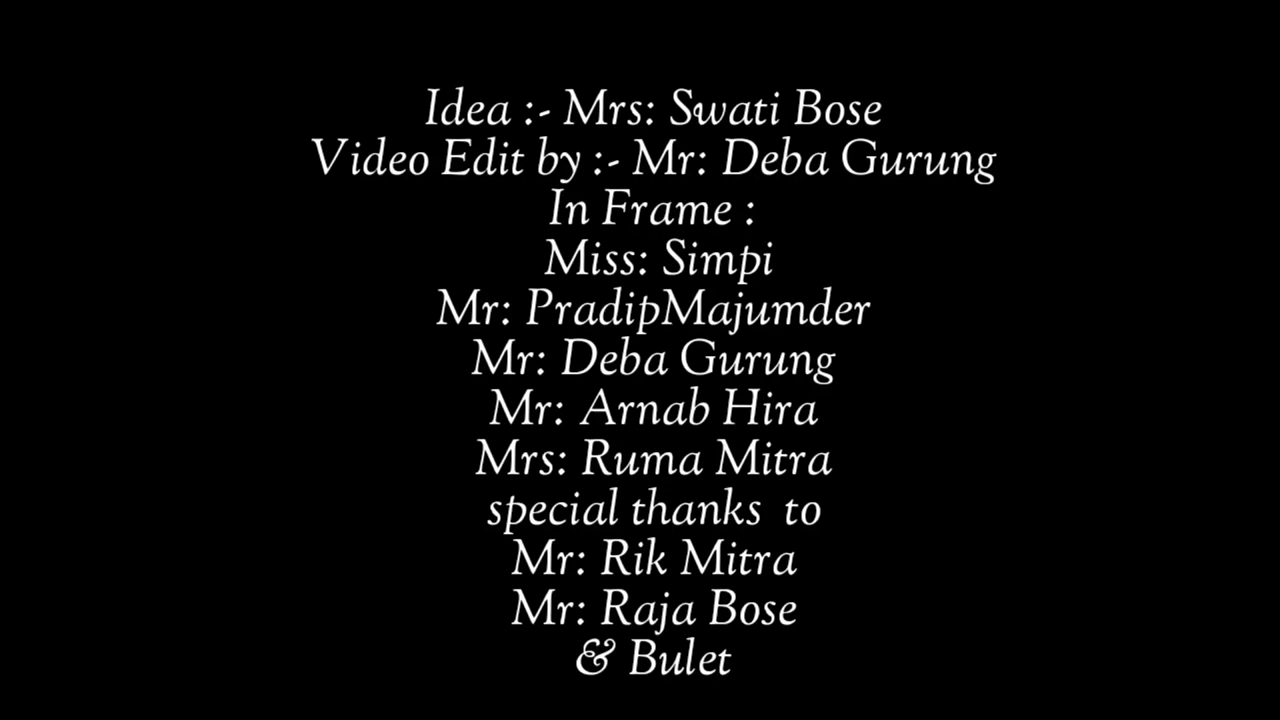 Idea :- Mrs: Swati Bose
Video Edit by :- Mr: Deba Gurung
In Frame :
Miss: Simpi
Mr: PradipMajumder
Mr: Deba Gurung
Mr: Arnab Hira
Mrs: Ruma Mitra
special thanks  to
Mr: Rik Mitra
Mr: Raja Bose
& Bulet